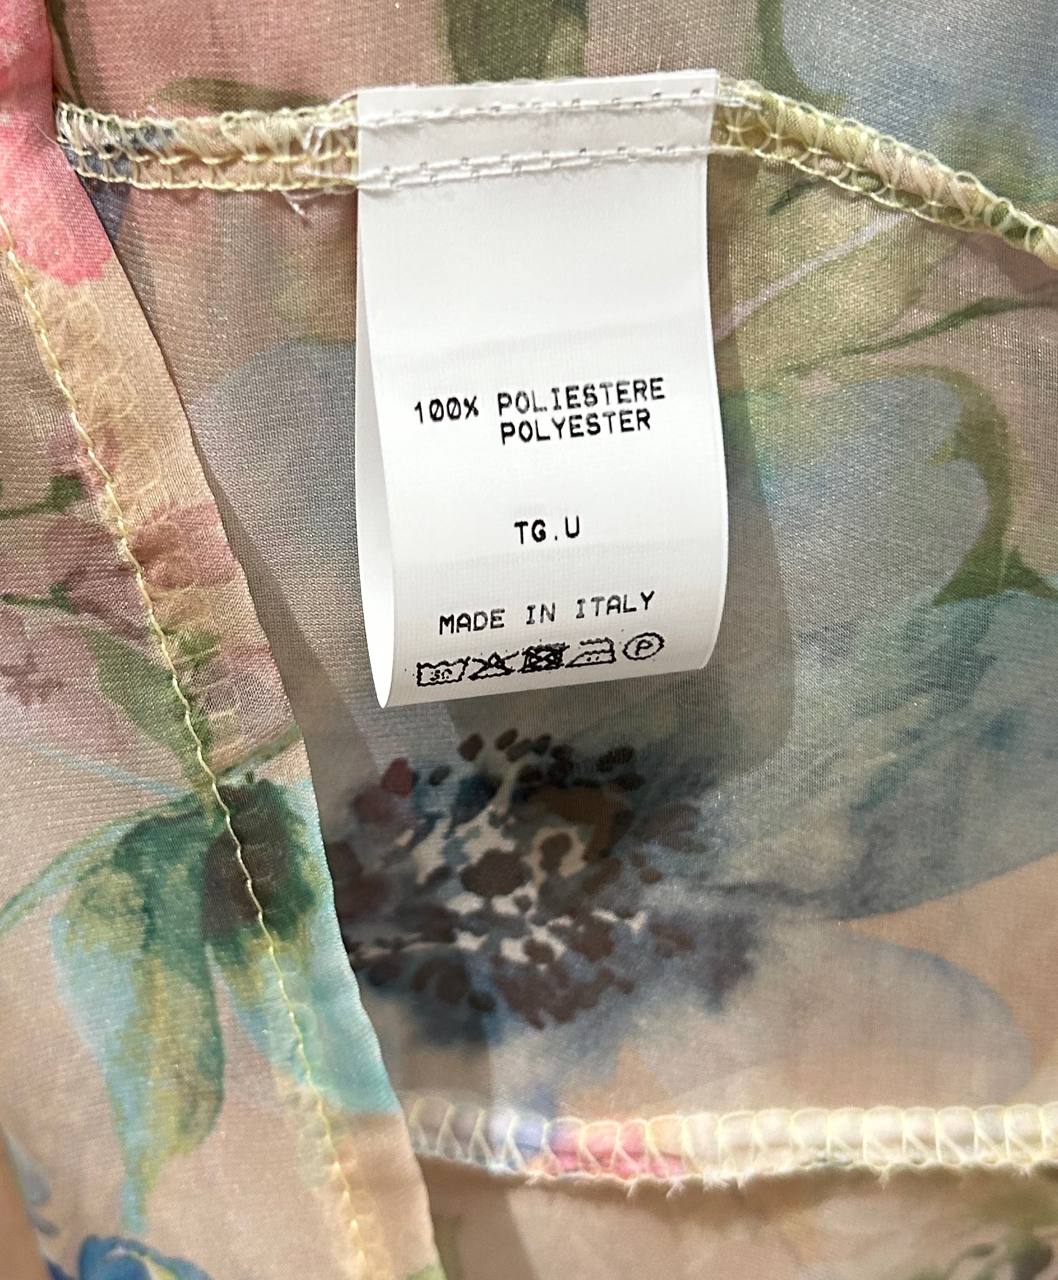 100% POLIESTERE
POLYESTER
TG.U
MADE IN ITALY
30 P